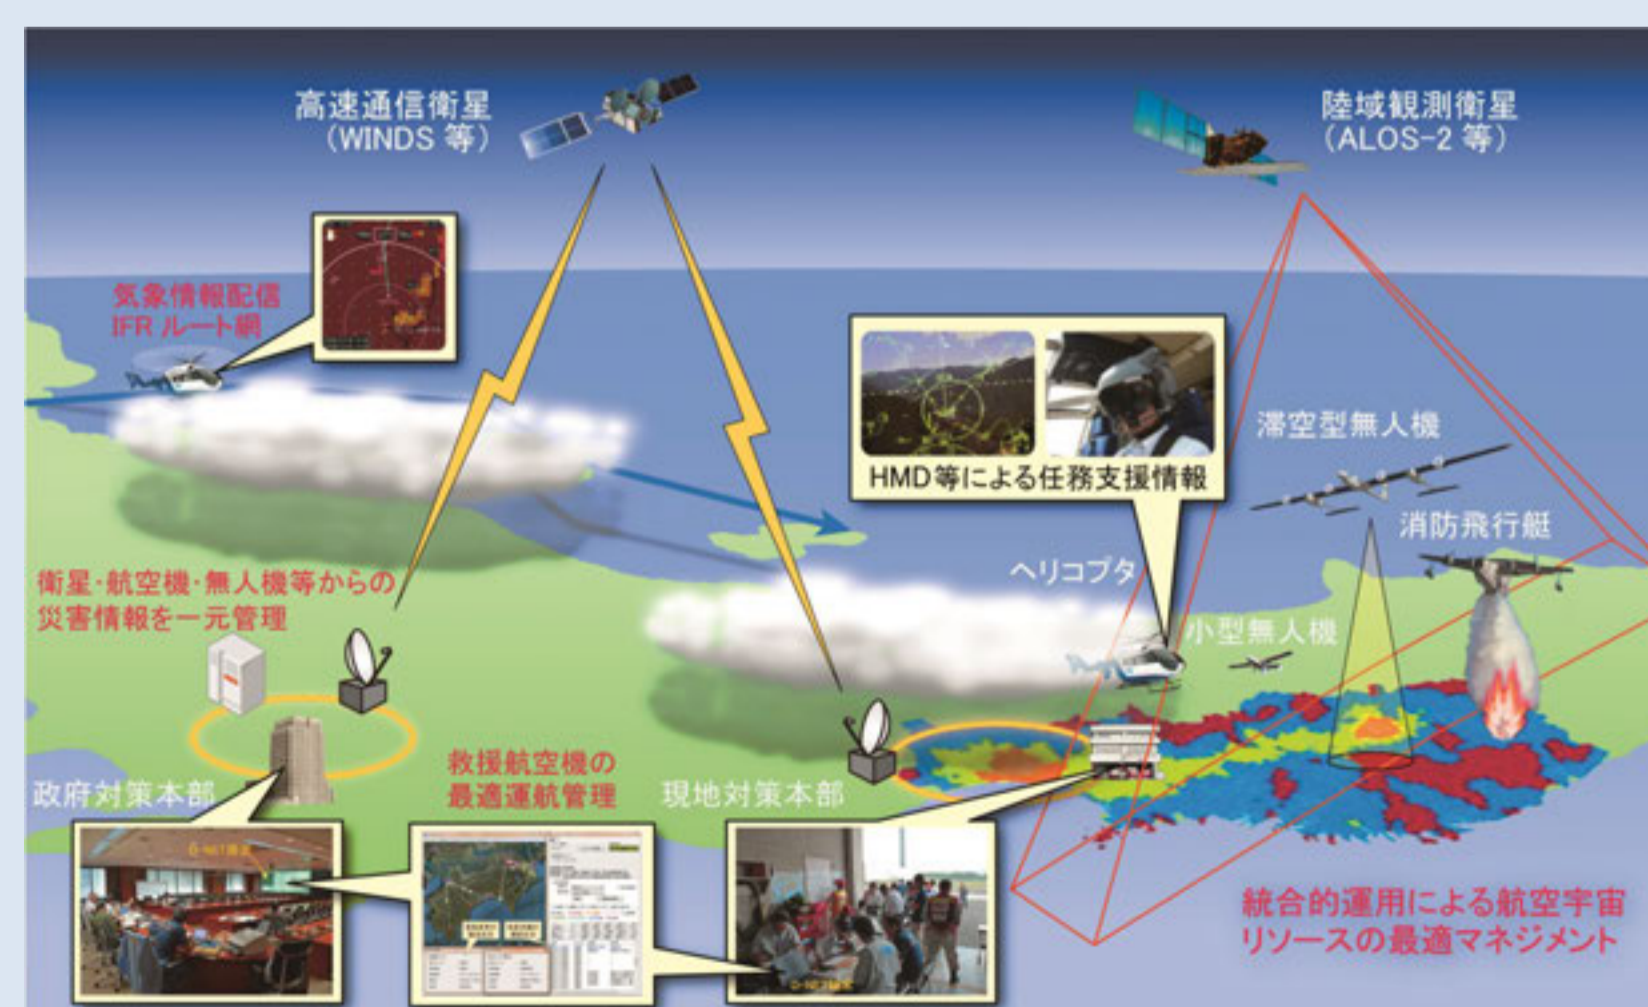 高速通信衛星
（WINDS 等）
陸域観測衛星
（ALOS-2 等）
気象情報配信
IFR ルート網
HMD等による任務支援情報
滞空型無人機
消防飛行艇
ヘリコプタ
小型無人機
衛星・航空機・無人機等からの
災害情報を一元管理
政府対策本部
救援航空機の
最適運航管理
現地対策本部
統合的運用による航空宇宙
リソースの最適マネジメント